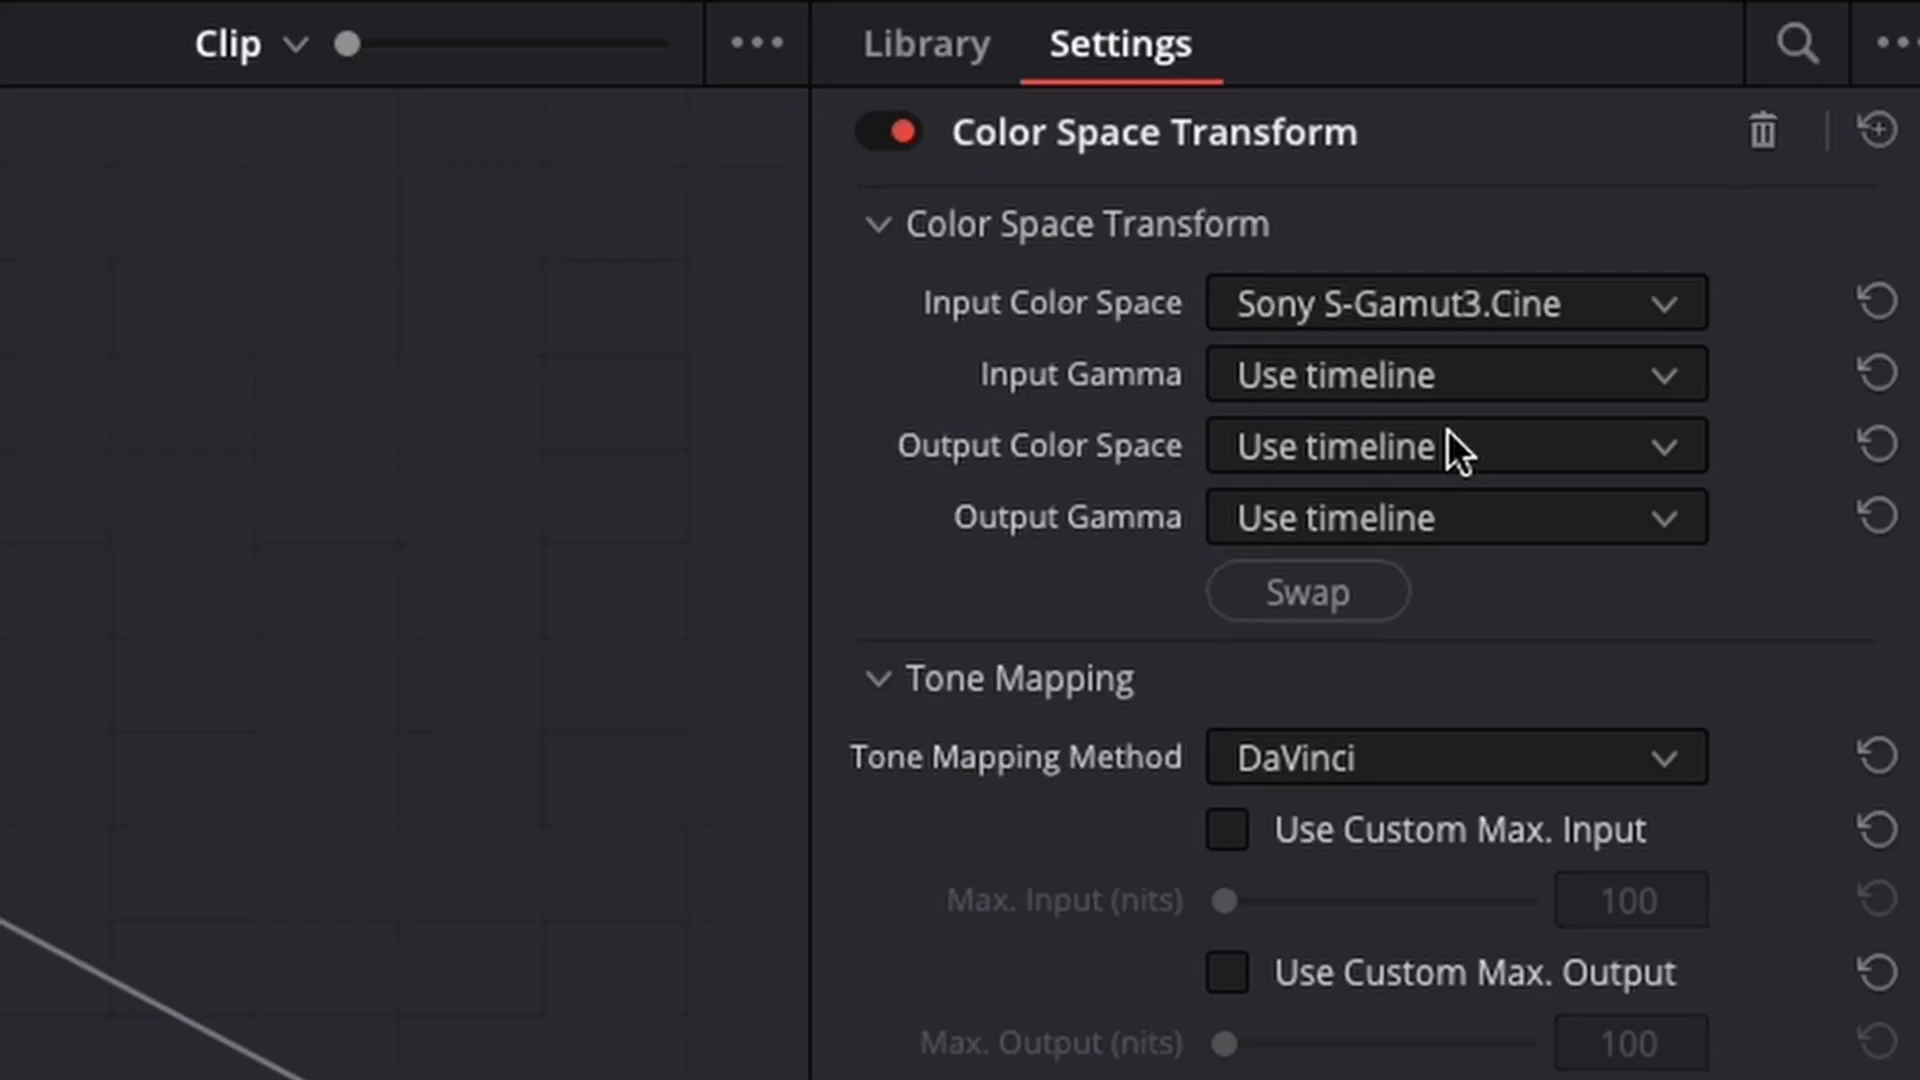 Clip
Library Settings
Color Space Transform
Color Space Transform
Input Color Space Sony S-Gamut3.Cine
Input Gamma Use timeline
Output Color Space Use timeline
Output Gamma Use timeline
Swap
Tone Mapping
Tone Mapping Method DaVinci
Use Custom Max. Input
Max. Input (nits) 100
Use Custom Max. Output
Max. Output (nits) 100